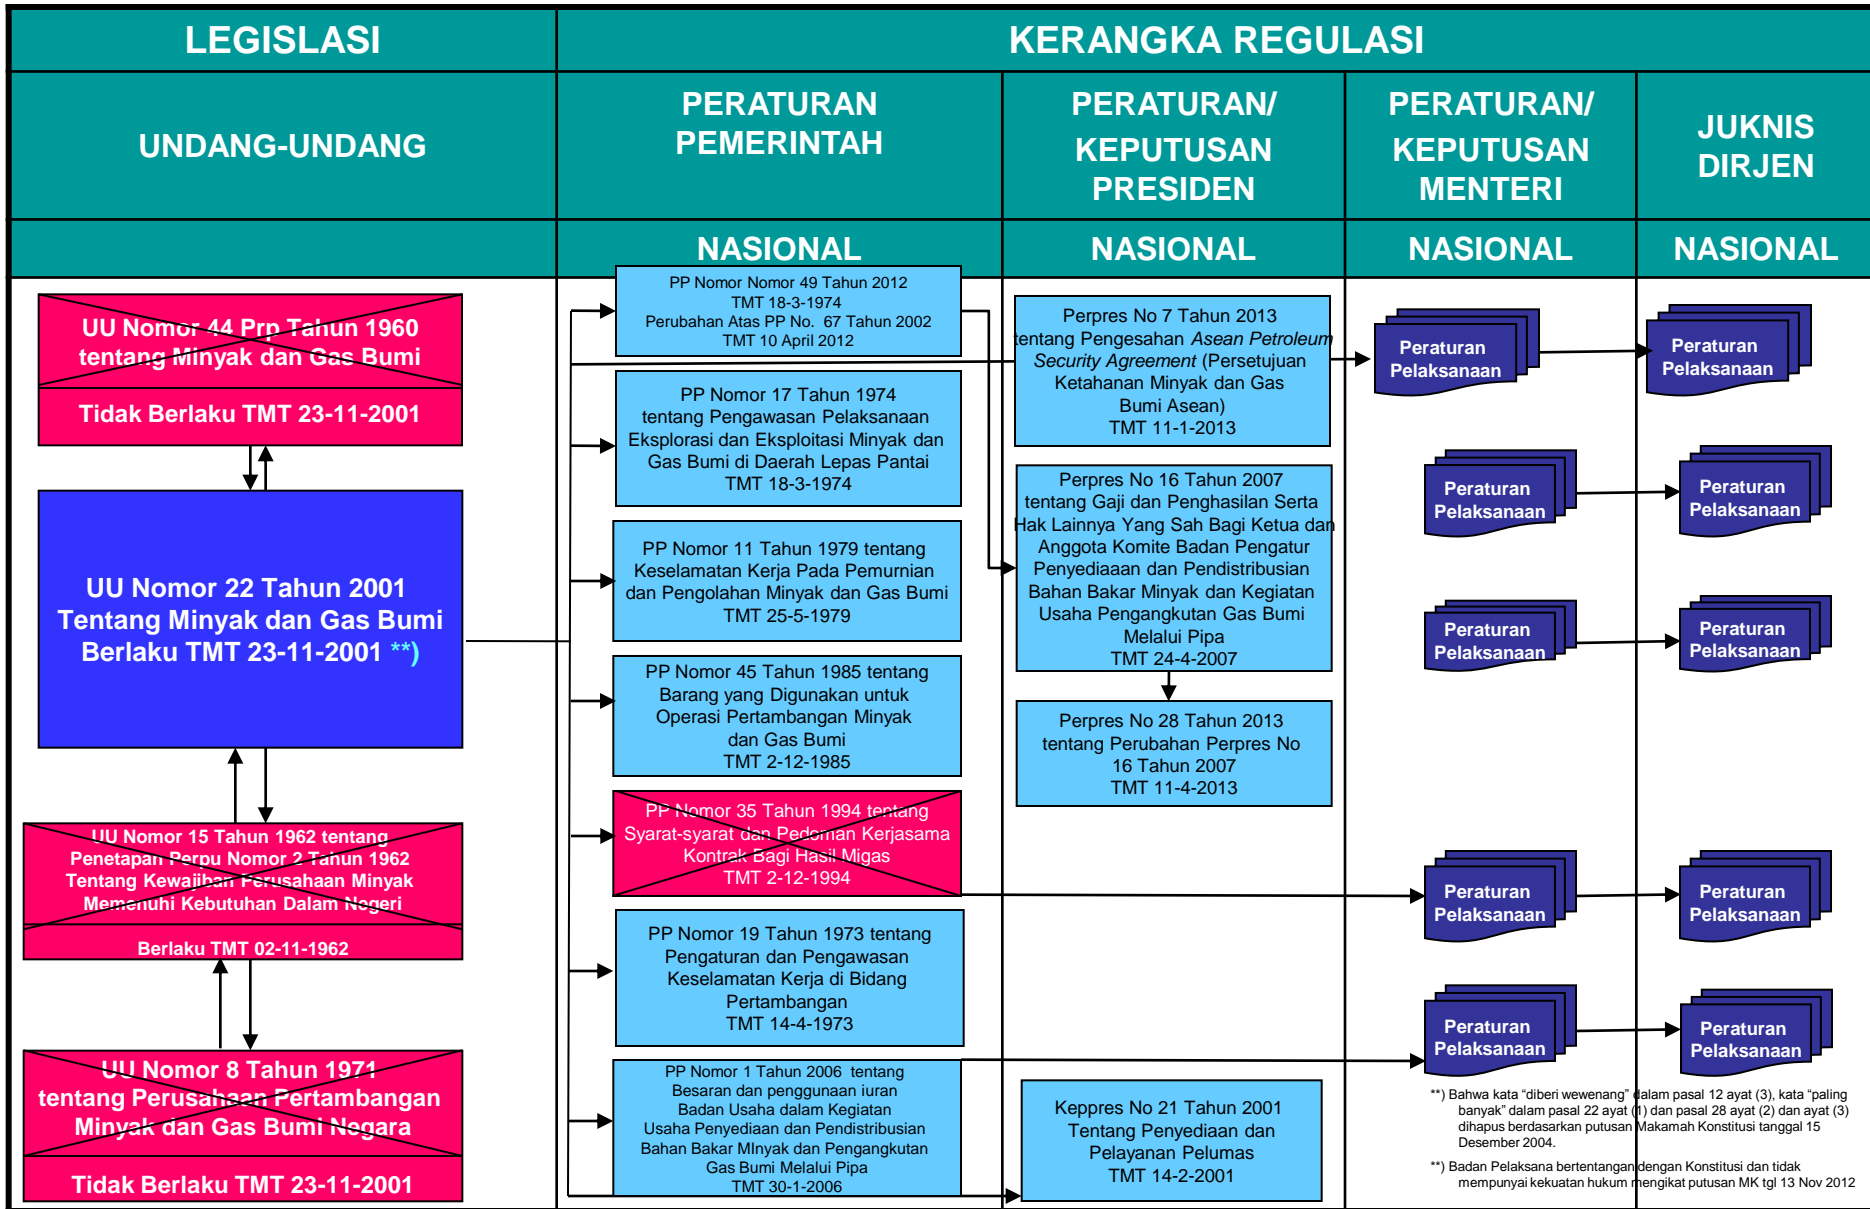 LEGISLASI
KERANGKA REGULASI
UNDANG-UNDANG
PERATURAN
PEMERINTAH
PERATURAN/
KEPUTUSAN
PRESIDEN
PERATURAN/
KEPUTUSAN
MENTERI
JUKNIS
DIRJEN
NASIONAL
NASIONAL
NASIONAL
NASIONAL
UU Nomor 44 Prp Tahun 1960
tentang Minyak dan Gas Bumi
Tidak Berlaku TMT 23-11-2001
UU Nomor 22 Tahun 2001
Tentang Minyak dan Gas Bumi
Berlaku TMT 23-11-2001 **)
UU Nomor 15 Tahun 1962 tentang
Penetapan Perpu Nomor 2 Tahun 1962
Tentang Kewajiban Perusahaan Minyak
Memenuhi Kebutuhan Dalam Negeri
Berlaku TMT 02-11-1962
UU Nomor 8 Tahun 1971
tentang Perusahaan Pertambangan
Minyak dan Gas Bumi Negara
Tidak Berlaku TMT 23-11-2001
PP Nomor Nomor 49 Tahun 2012
TMT 18-3-1974
Perubahan Atas PP No. 67 Tahun 2002
TMT 10 April 2012
PP Nomor 17 Tahun 1974
tentang Pengawasan Pelaksanaan
Eksplorasi dan Eksploitasi Minyak dan
Gas Bumi di Daerah Lepas Pantai
TMT 18-3-1974
PP Nomor 11 Tahun 1979 tentang
Keselamatan Kerja Pada Pemurnian
dan Pengolahan Minyak dan Gas Bumi
TMT 25-5-1979
PP Nomor 45 Tahun 1985 tentang
Barang yang Digunakan untuk
Operasi Pertambangan Minyak
dan Gas Bumi
TMT 2-12-1985
PP Nomor 35 Tahun 1994 tentang
Syarat-syarat dan Pedoman Kerjasama
Kontrak Bagi Hasil Migas
TMT 2-12-1994
PP Nomor 19 Tahun 1973 tentang
Pengaturan dan Pengawasan
Keselamatan Kerja di Bidang
Pertambangan
TMT 14-4-1973
PP Nomor 1 Tahun 2006 tentang
Besaran dan penggunaan iuran
Badan Usaha dalam Kegiatan
Usaha Penyediaan dan Pendistribusian
Bahan Bakar MInyak dan Pengangkutan
Gas Bumi Melalui Pipa
TMT 30-1-2006
Perpres No 7 Tahun 2013
tentang Pengesahan Asean Petroleum
Security Agreement (Persetujuan
Ketahanan Minyak dan Gas
Bumi Asean)
TMT 11-1-2013
Perpres No 16 Tahun 2007
tentang Gaji dan Penghasilan Serta
Hak Lainnya Yang Sah Bagi Ketua dan
Anggota Komite Badan Pengatur
Penyediaaan dan Pendistribusian
Bahan Bakar Minyak dan Kegiatan
Usaha Pengangkutan Gas Bumi
Melalui Pipa
TMT 24-4-2007
Perpres No 28 Tahun 2013
tentang Perubahan Perpres No
16 Tahun 2007
TMT 11-4-2013
Keppres No 21 Tahun 2001
Tentang Penyediaan dan
Pelayanan Pelumas
TMT 14-2-2001
Peraturan
Pelaksanaan
Peraturan
Pelaksanaan
Peraturan
Pelaksanaan
Peraturan
Pelaksanaan
Peraturan
Pelaksanaan
Peraturan
Pelaksanaan
Peraturan
Pelaksanaan
Peraturan
Pelaksanaan
Peraturan
Pelaksanaan
Peraturan
Pelaksanaan
**) Bahwa kata “diberi wewenang” dalam pasal 12 ayat (3), kata “paling
banyak” dalam pasal 22 ayat (1) dan pasal 28 ayat (2) dan ayat (3)
dihapus berdasarkan putusan Makamah Konstitusi tanggal 15
Desember 2004.
**) Badan Pelaksana bertentangan dengan Konstitusi dan tidak
mempunyai kekuatan hukum mengikat putusan MK tgl 13 Nov 2012